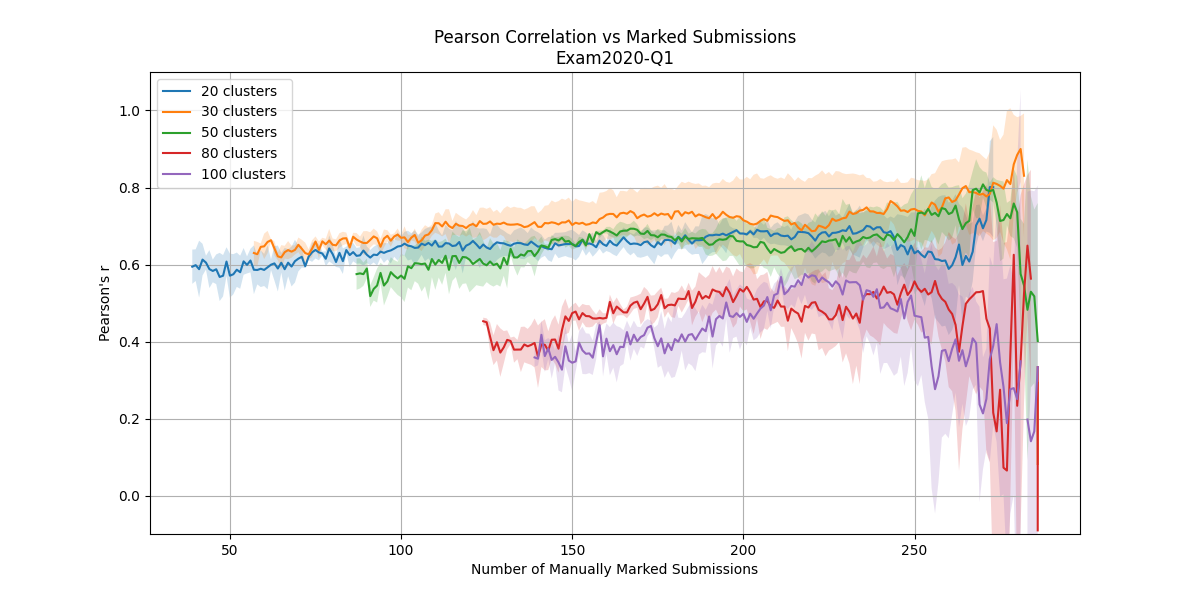 Pearson Correlation vs Marked Submissions
Exam2020-Q1
20 clusters
30 clusters
50 clusters
80 clusters
100 clusters
Pearson's r
1.0
0.8
0.6
0.4
0.2
0.0
50 100 150 200 250
Number of Manually Marked Submissions